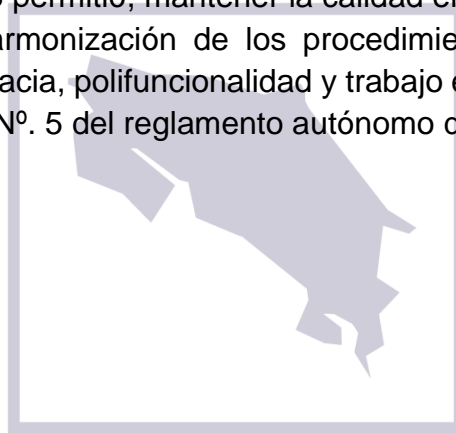 permitió, mantener la calidad en
armonización de los procedimie
acia, polifuncionalidad y trabajo e
Nº. 5 del reglamento autónomo d